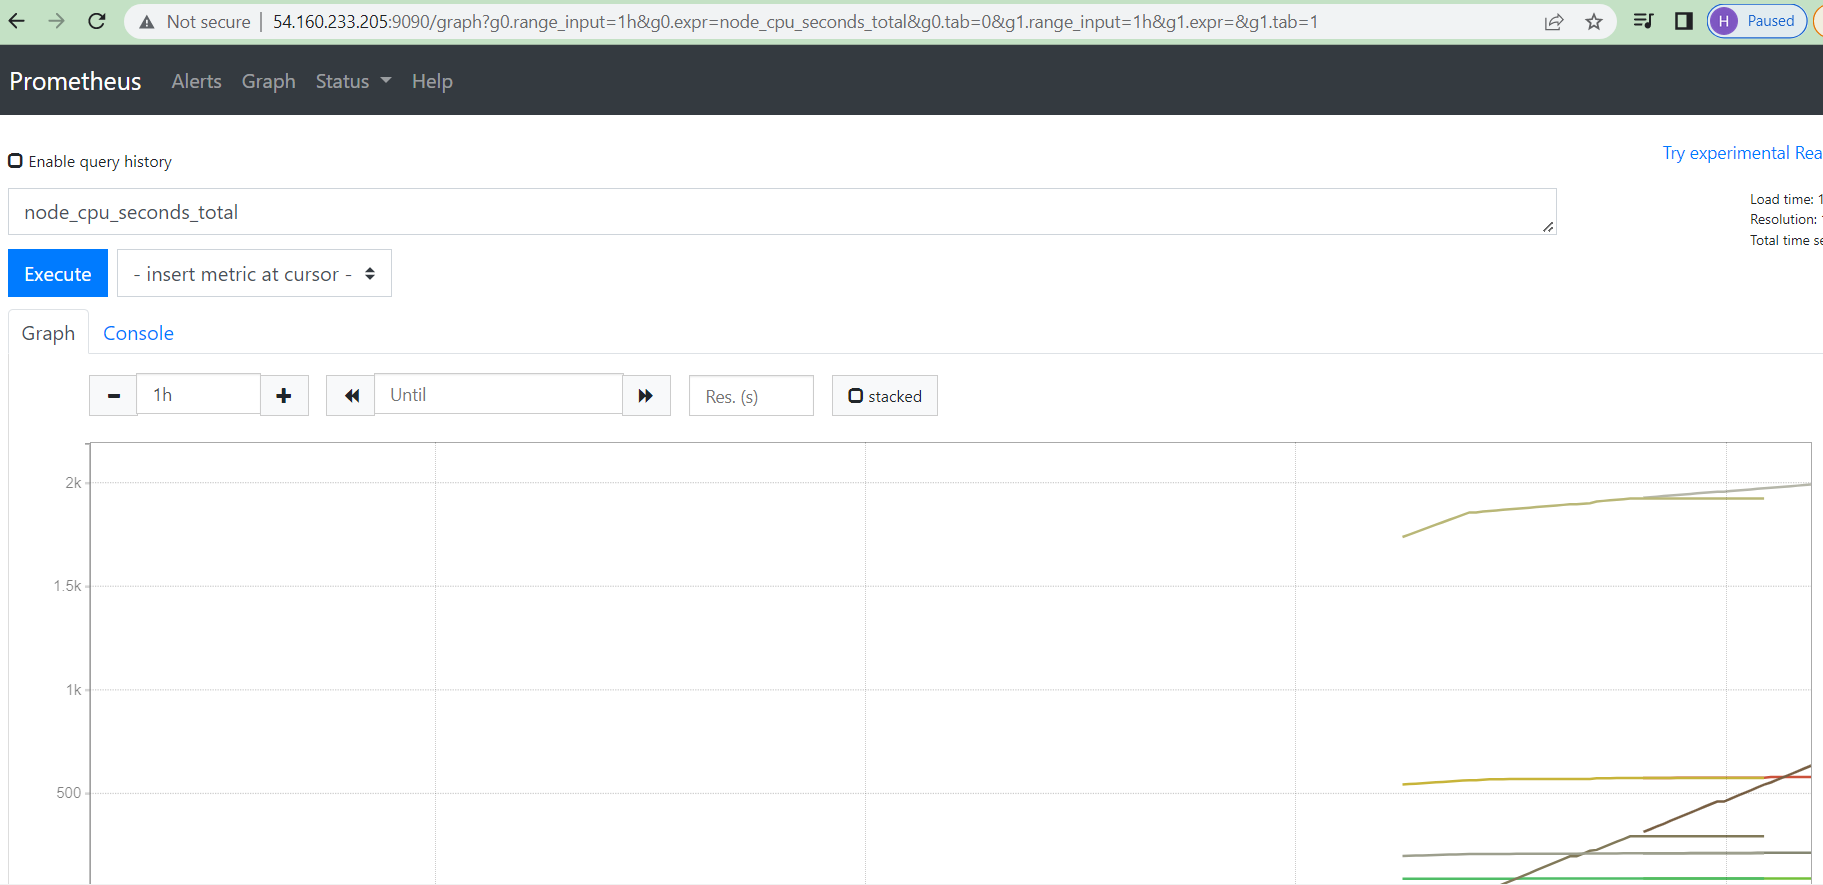 Not secure | 54.160.233.205:9090/graph?g0.range_input=1h&g0.expr=node_cpu_seconds_total&g0.tab=0&g1.range_input=1h&g1.expr=&g1.tab=1
H Paused
Prometheus Alerts Graph Status Help
Enable query history
Try experimental Rea
node_cpu_seconds_total
Load time: 1
Resolution:
Total time se
Execute
- insert metric at cursor -
Graph Console
1h
Until
Res. (s)
stacked
2k
1.5k
1k
500